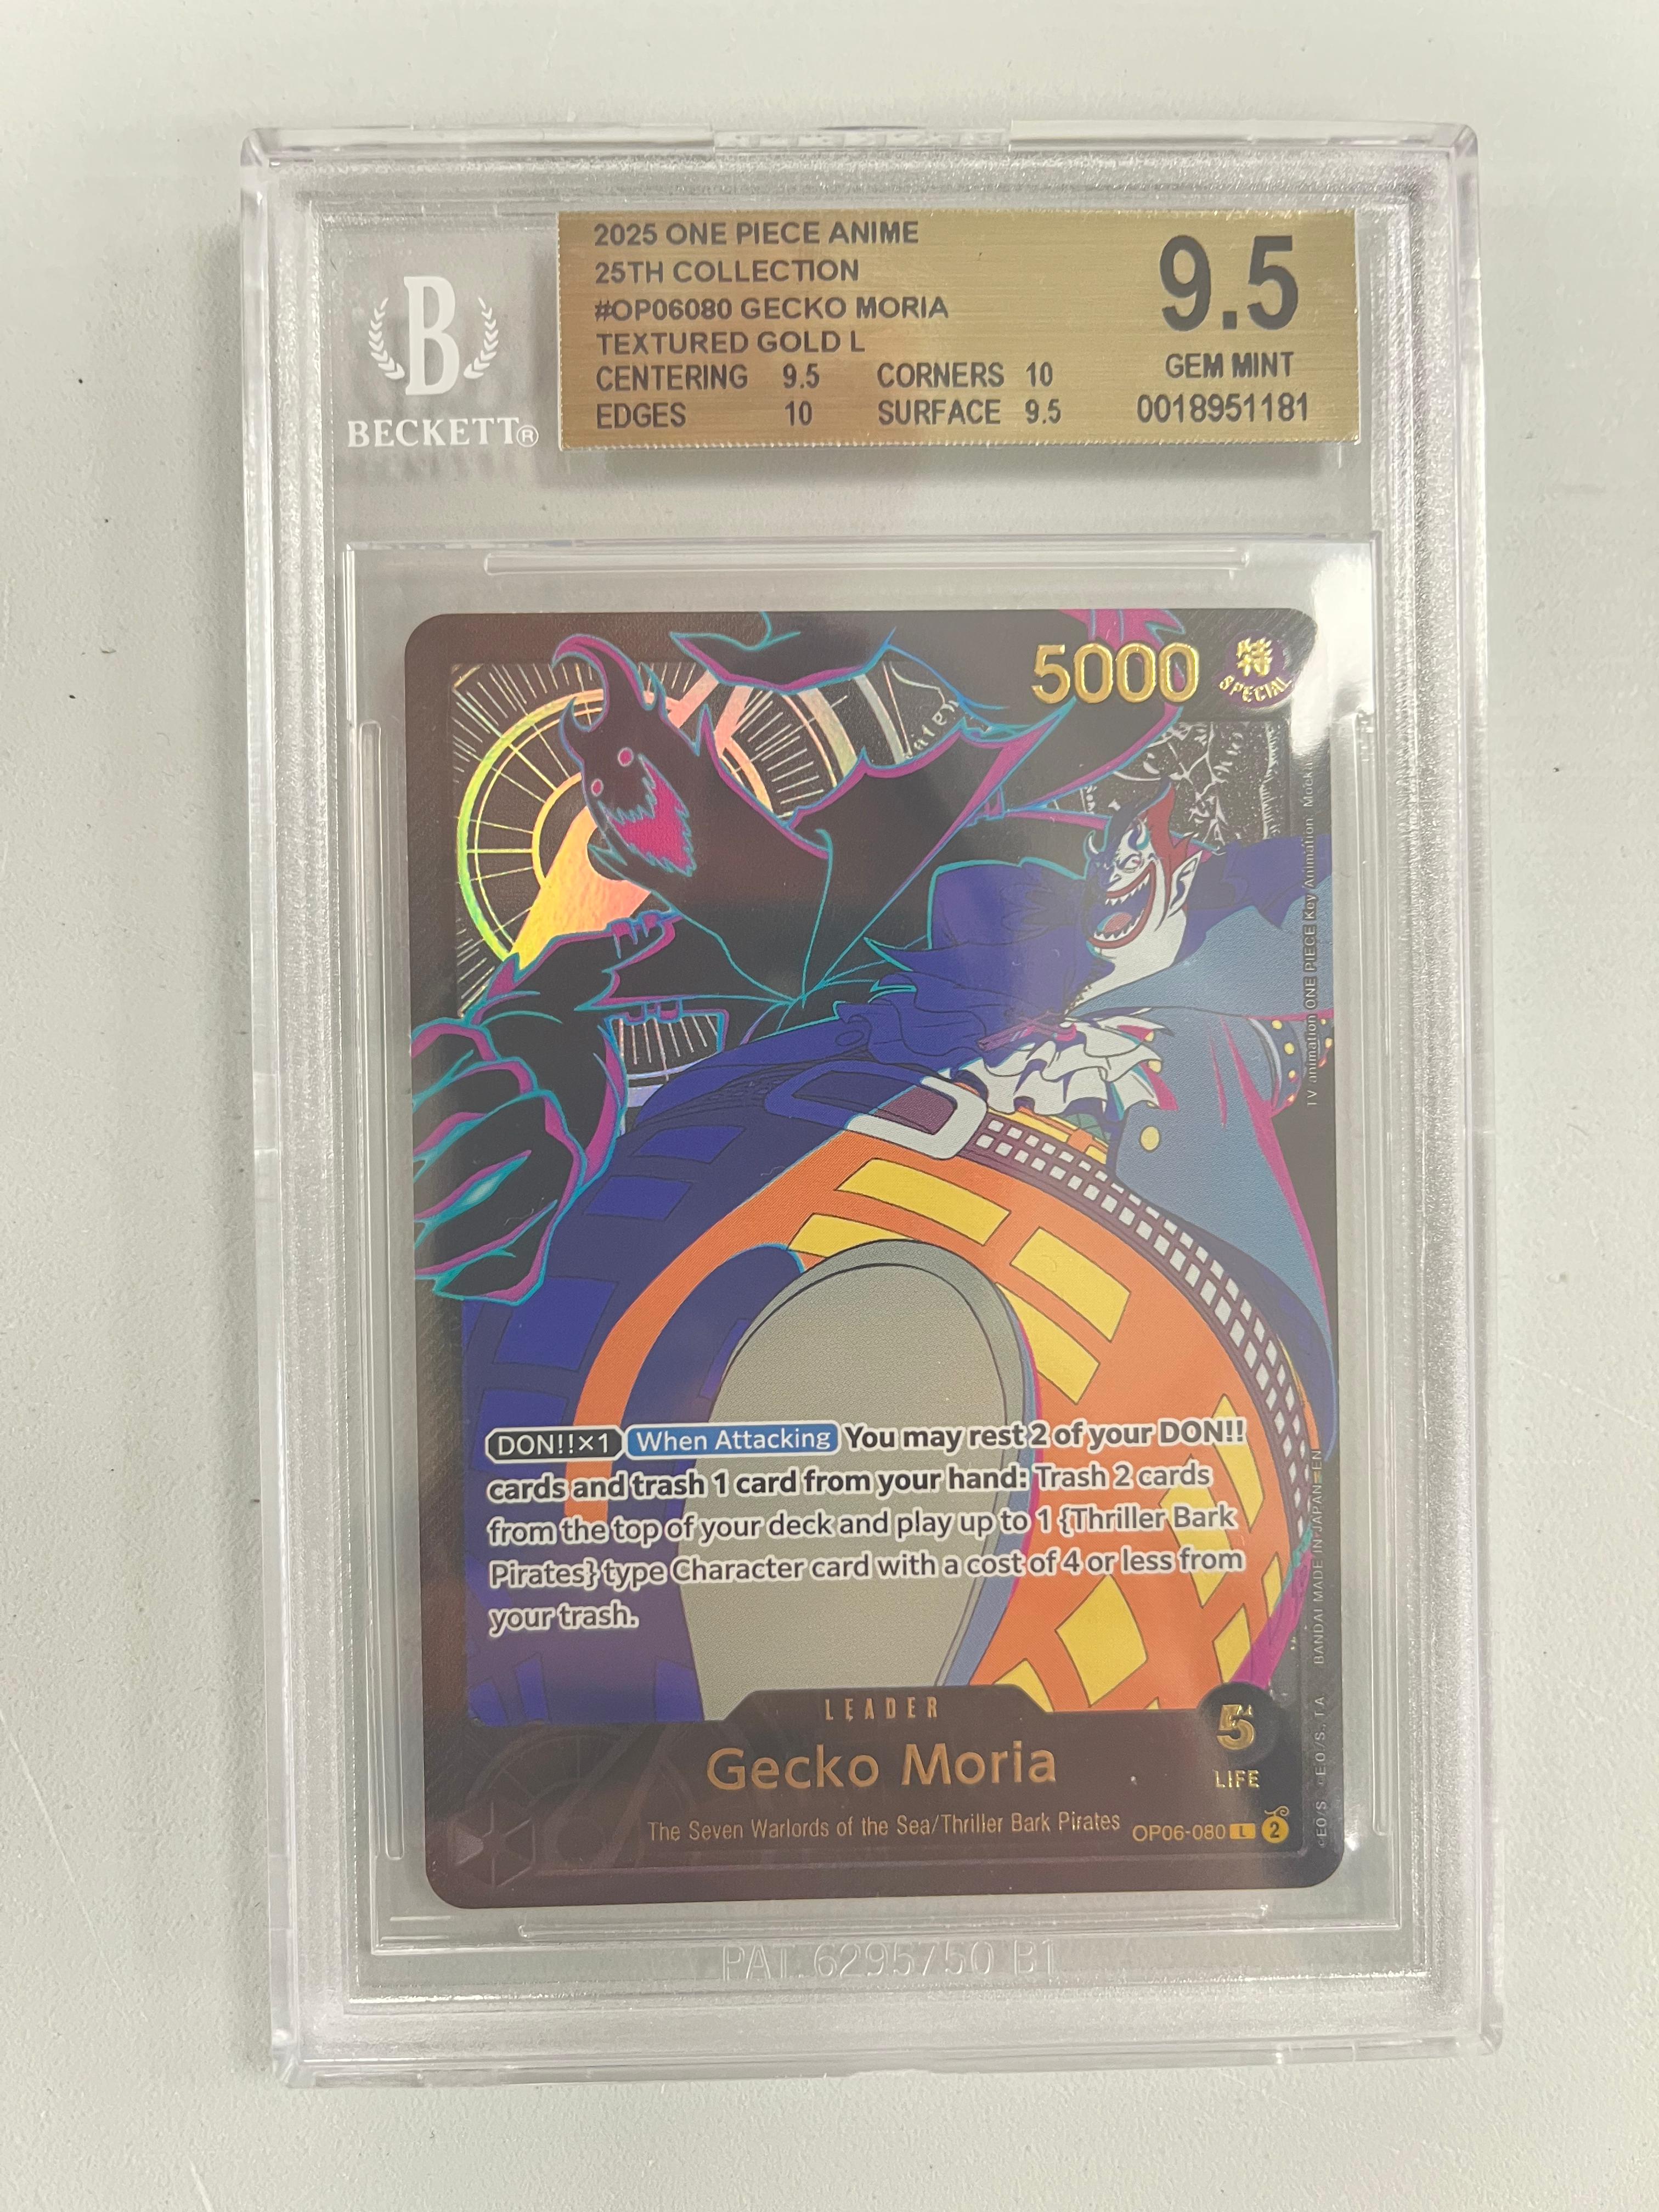 2025 ONE PIECE ANIME
25TH COLLECTION
#OP06080 GECKO MORIA
TEXTURED GOLD L
CENTERING 9.5 CORNERS 10
EDGES 10 SURFACE 9.5
9.5
GEM MINT
0018951181
B
BECKETT®
5000
特
SPECIAL
TV animation ONE PIECE Key Animation
DON!!×1 When Attacking You may rest 2 of your DON!!
cards and trash 1 card from your hand: Trash 2 cards
from the top of your deck and play up to 1 {Thriller Bark
Pirates} type Character card with a cost of 4 or less from
your trash.
BANDAI MADE IN JAPAN EN
LEADER
Gecko Moria
5
LIFE
The Seven Warlords of the Sea/Thriller Bark Pirates
OP06-080 L 2
PAT. 6295750 B1